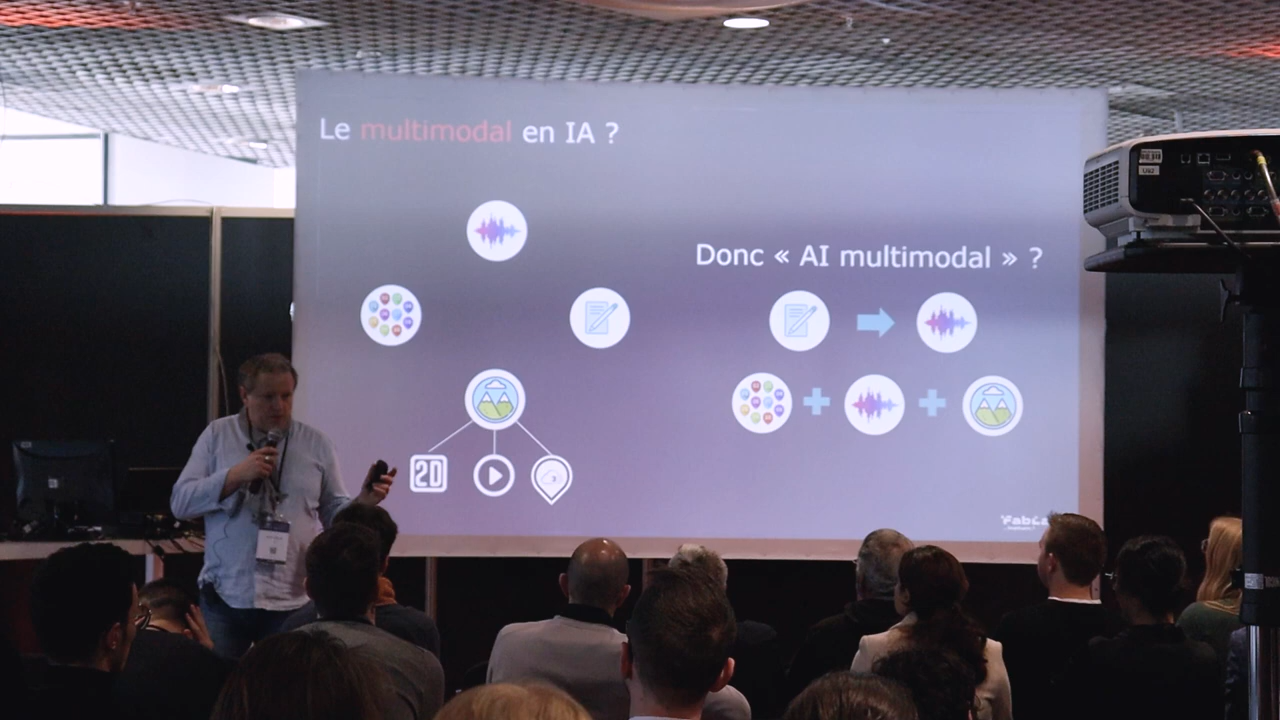 Le multimodal en IA ?
Donc « AI multimodal » ?
2D